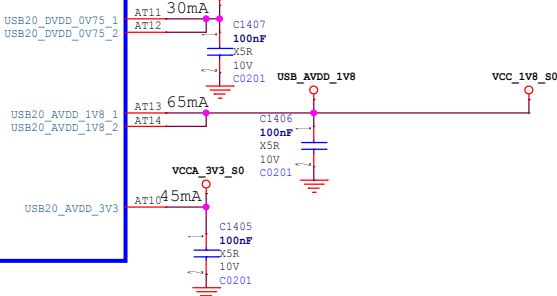 USB20_DVDD_0V75_1
USB20_DVDD_0V75_2
AT11
AT12
30mA
C1407
100nF
X5R
10V
C0201
USB_AVDD_1V8
VCC_1V8_S0
USB20_AVDD_1V8_1
USB20_AVDD_1V8_2
AT13
AT14
65mA
C1406
100nF
X5R
10V
C0201
VCCA_3V3_S0
USB20_AVDD_3V3
AT10
45mA
C1405
100nF
X5R
10V
C0201